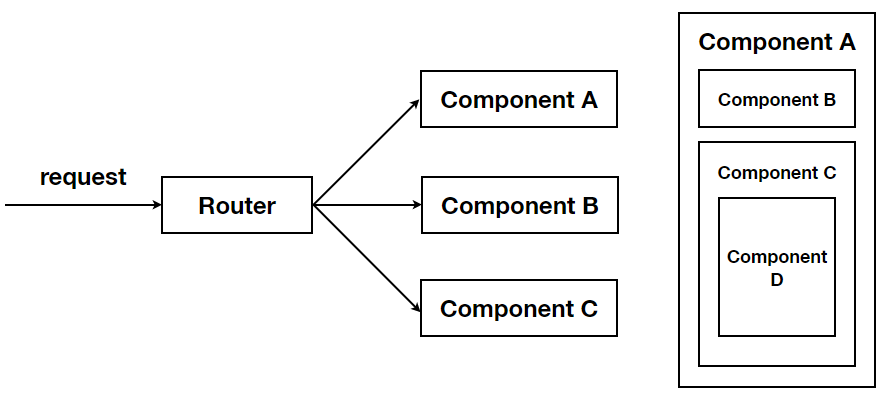 request
Router
Component A
Component B
Component C
Component A
Component B
Component C
Component
D